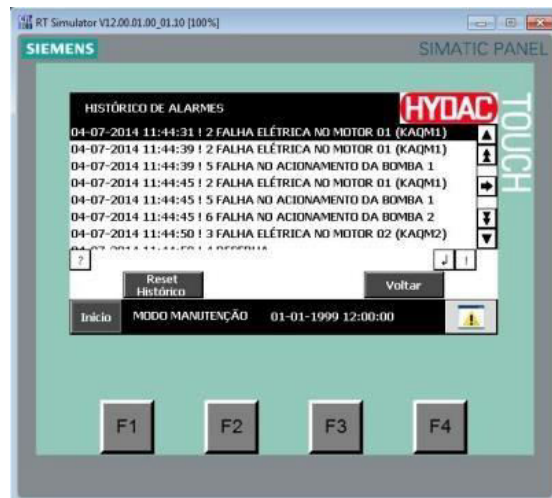 RT Simulator V12.00.01.00_01.10 [100%]
SIEMENS
SIMATIC PANEL
HISTÓRICO DE ALARMES
HYDAC
TOUCH
04-07-2014 11:44:31 ! 2 FALHA ELÉTRICA NO MOTOR 01 (KAQM1)
04-07-2014 11:44:39 ! 2 FALHA ELÉTRICA NO MOTOR 01 (KAQM1)
04-07-2014 11:44:39 ! 5 FALHA NO ACIONAMENTO DA BOMBA 1
04-07-2014 11:44:45 ! 2 FALHA ELÉTRICA NO MOTOR 01 (KAQM1)
04-07-2014 11:44:45 ! 5 FALHA NO ACIONAMENTO DA BOMBA 1
04-07-2014 11:44:45 ! 6 FALHA NO ACIONAMENTO DA BOMBA 2
04-07-2014 11:44:50 ! 3 FALHA ELÉTRICA NO MOTOR 02 (KAQM2)
?
!
Reset
Histórico
Voltar
Inicio
MODO MANUTENÇÃO
01-01-1999 12:00:00
F1
F2
F3
F4